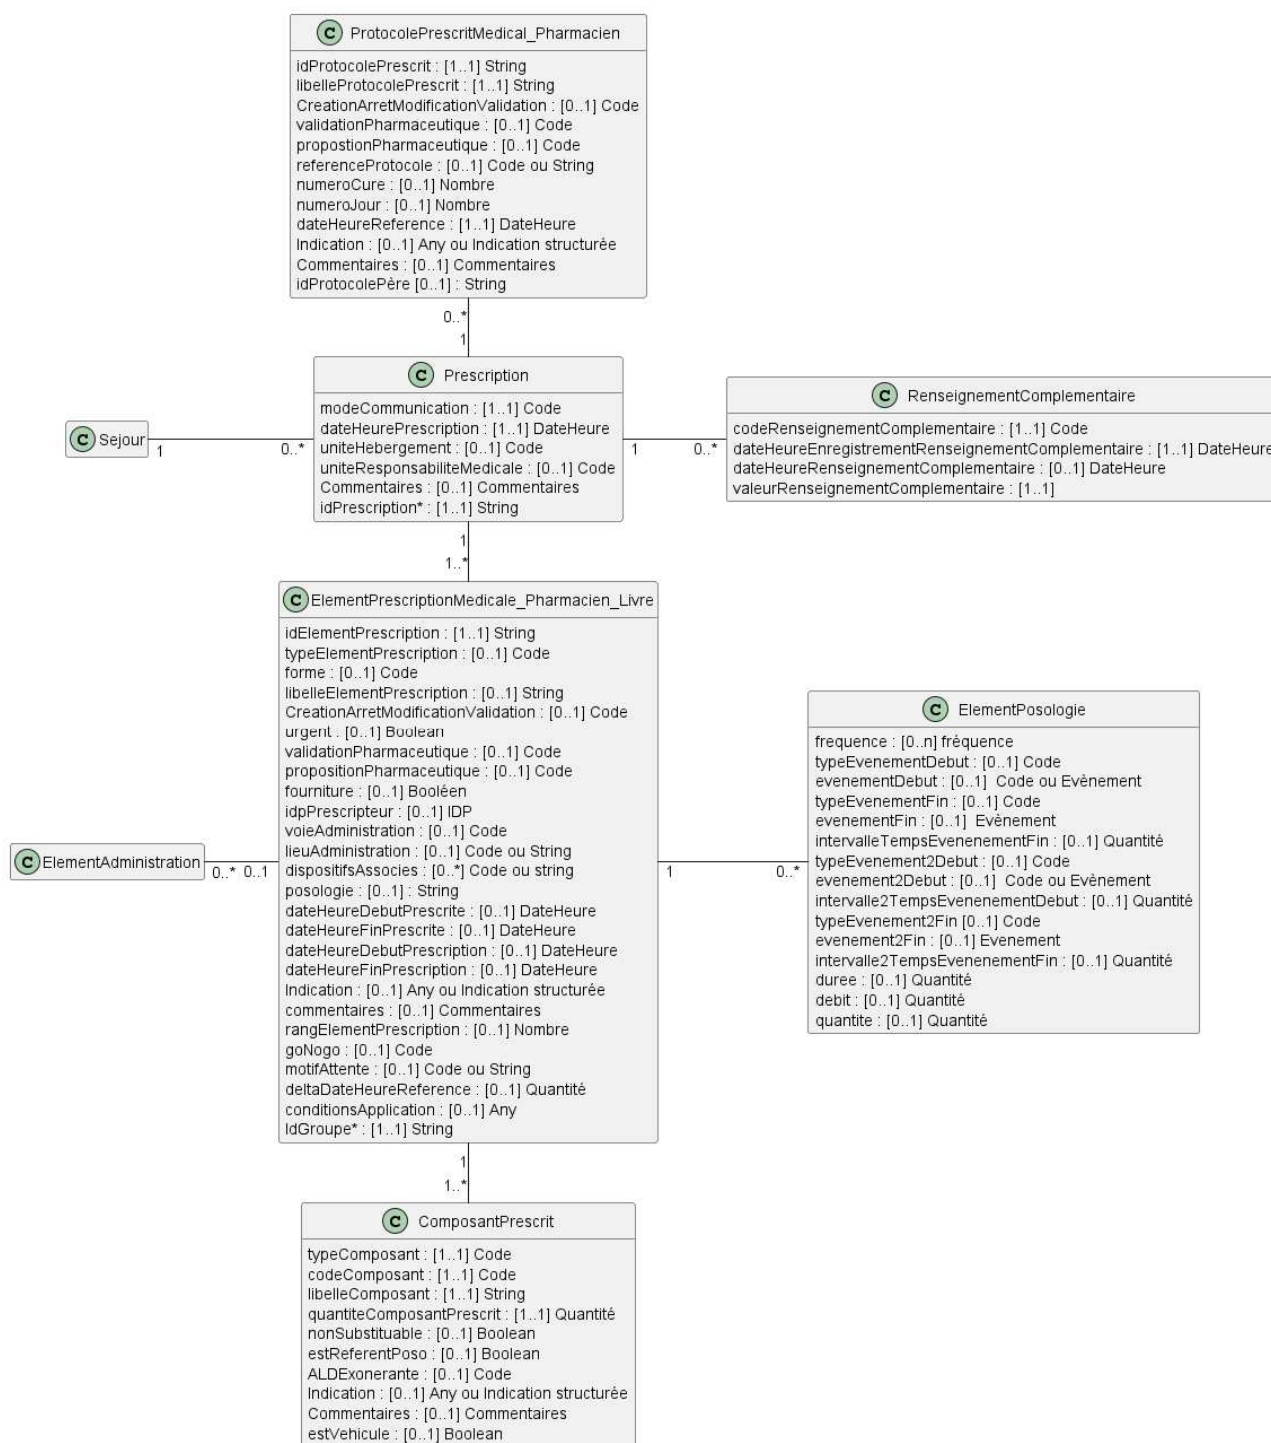 C ProtocolePrescritMedical_Pharmacien
idProtocolePrescrit : [1..1] String
libelleProtocolePrescrit : [1..1] String
CreationArretModificationValidation : [0..1] Code
validationPharmaceutique : [0..1] Code
propostionPharmaceutique : [0..1] Code
referenceProtocole : [0..1] Code ou String
numeroCure : [0..1] Nombre
numeroJour : [0..1] Nombre
dateHeureReference : [1..1] DateHeure
Indication : [0..1] Any ou Indication structurée
Commentaires : [0..1] Commentaires
idProtocolePère [0..1] : String
0..*
1
C Prescription
modeCommunication : [1..1] Code
dateHeurePrescription : [1..1] DateHeure
uniteHebergement : [0..1] Code
uniteResponsabiliteMedicale : [0..1] Code
Commentaires : [0..1] Commentaires
idPrescription* : [1..1] String
C Sejour
1
0..*
1
0..*
C RenseignementComplementaire
codeRenseignementComplementaire : [1..1] Code
dateHeureEnregistrementRenseignementComplementaire : [1..1] DateHeure
dateHeureRenseignementComplementaire : [0..1] DateHeure
valeurRenseignementComplementaire : [1..1]
1
1..*
C ElementPrescriptionMedicale_Pharmacien_Livre
idElementPrescription : [1..1] String
typeElementPrescription : [0..1] Code
forme : [0..1] Code
libelleElementPrescription : [0..1] String
CreationArretModificationValidation : [0..1] Code
urgent : [0..1] Boolean
validationPharmaceutique : [0..1] Code
propositionPharmaceutique : [0..1] Code
fourniture : [0..1] Booléen
idpPrescripteur : [0..1] IDP
voieAdministration : [0..1] Code
lieuAdministration : [0..1] Code ou String
dispositifsAssocies : [0..*] Code ou string
posologie : [0..1] : String
dateHeureDebutPrescrite : [0..1] DateHeure
dateHeureFinPrescrite : [0..1] DateHeure
dateHeureDebutPrescription : [0..1] DateHeure
dateHeureFinPrescription : [0..1] DateHeure
Indication : [0..1] Any ou Indication structurée
commentaires : [0..1] Commentaires
rangElementPrescription : [0..1] Nombre
goNogo : [0..1] Code
motifAttente : [0..1] Code ou String
deltaDateHeureReference : [0..1] Quantité
conditionsApplication : [0..1] Any
IdGroupe* : [1..1] String
C ElementAdministration
0..*
0..1
1
0..*
C ElementPosologie
frequence : [0..n] fréquence
typeEvenementDebut : [0..1] Code
evenementDebut : [0..1] Code ou Evènement
typeEvenementFin : [0..1] Code
evenementFin : [0..1] Evènement
intervalleTempsEvenenementFin : [0..1] Quantité
typeEvenement2Debut : [0..1] Code
evenement2Debut : [0..1] Code ou Evènement
intervalle2TempsEvenenementDebut : [0..1] Quantité
typeEvenement2Fin [0..1] Code
evenement2Fin : [0..1] Evenement
intervalle2TempsEvenenementFin : [0..1] Quantité
duree : [0..1] Quantité
debit : [0..1] Quantité
quantite : [0..1] Quantité
1
1..*
C ComposantPrescrit
typeComposant : [1..1] Code
codeComposant : [1..1] Code
libelleComposant : [1..1] String
quantiteComposantPrescrit : [1..1] Quantité
nonSubstituable : [0..1] Boolean
estReferentPoso : [0..1] Boolean
ALDExonerante : [0..1] Code
Indication : [0..1] Any ou Indication structurée
Commentaires : [0..1] Commentaires
estVehicule : [0..1] Boolean